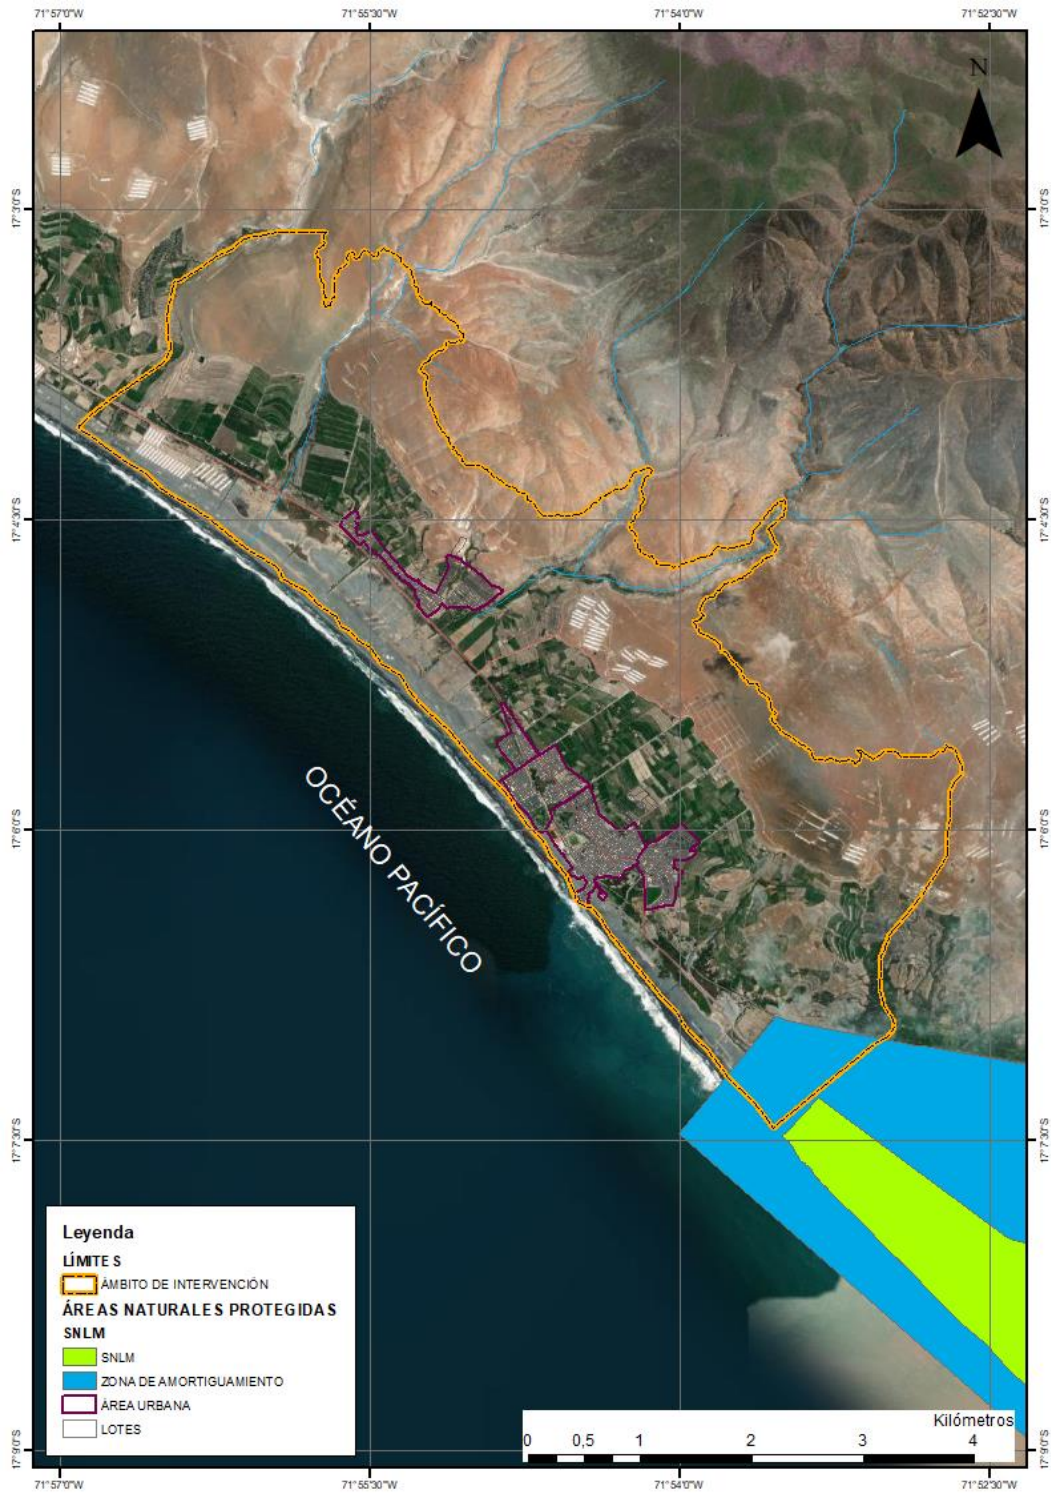 71°57'0"W
71°55'30"W
71°54'0"W
71°52'30"W
N
17°3'0"S
17°3'0"S
17°4'30"S
17°4'30"S
OCÉANO PACÍFICO
17°6'0"S
17°6'0"S
17°7'30"S
17°7'30"S
Leyenda
LÍMITES
ÁMBITO DE INTERVENCIÓN
ÁREAS NATURALES PROTEGIDAS
SNLM
SNLM
ZONA DE AMORTIGUAMIENTO
ÁREA URBANA
LOTES
Kilómetros
0 0,5 1 2 3 4
17°9'0"S
17°9'0"S
71°57'0"W
71°55'30"W
71°54'0"W
71°52'30"W